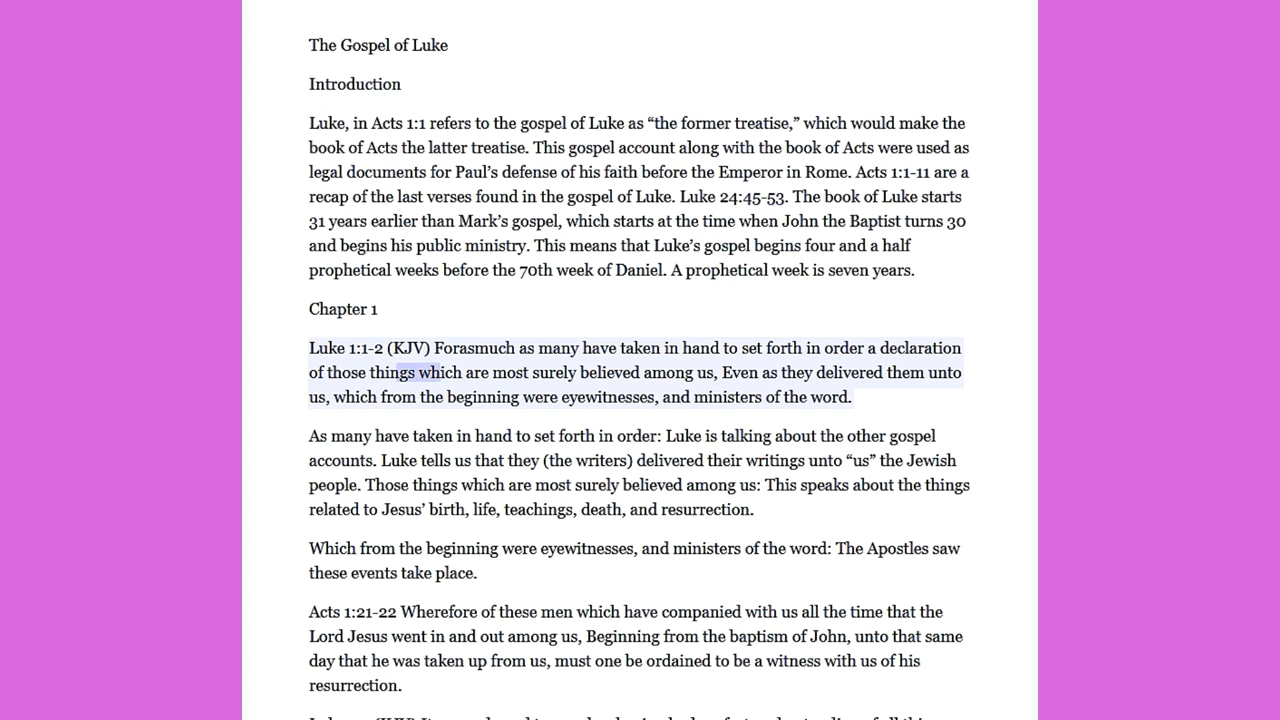 The Gospel of Luke
Introduction
Luke, in Acts 1:1 refers to the gospel of Luke as “the former treatise,” which would make the
book of Acts the latter treatise. This gospel account along with the book of Acts were used as
legal documents for Paul’s defense of his faith before the Emperor in Rome. Acts 1:1-11 are a
recap of the last verses found in the gospel of Luke. Luke 24:45-53. The book of Luke starts
31 years earlier than Mark’s gospel, which starts at the time when John the Baptist turns 30
and begins his public ministry. This means that Luke’s gospel begins four and a half
prophetical weeks before the 70th week of Daniel. A prophetical week is seven years.
Chapter 1
Luke 1:1-2 (KJV) Forasmuch as many have taken in hand to set forth in order a declaration
of those things which are most surely believed among us, Even as they delivered them unto
us, which from the beginning were eyewitnesses, and ministers of the word.
As many have taken in hand to set forth in order: Luke is talking about the other gospel
accounts. Luke tells us that they (the writers) delivered their writings unto “us” the Jewish
people. Those things which are most surely believed among us: This speaks about the things
related to Jesus’ birth, life, teachings, death, and resurrection.
Which from the beginning were eyewitnesses, and ministers of the word: The Apostles saw
these events take place.
Acts 1:21-22 Wherefore of these men which have companied with us all the time that the
Lord Jesus went in and out among us, Beginning from the baptism of John, unto that same
day that he was taken up from us, must one be ordained to be a witness with us of his
resurrection.